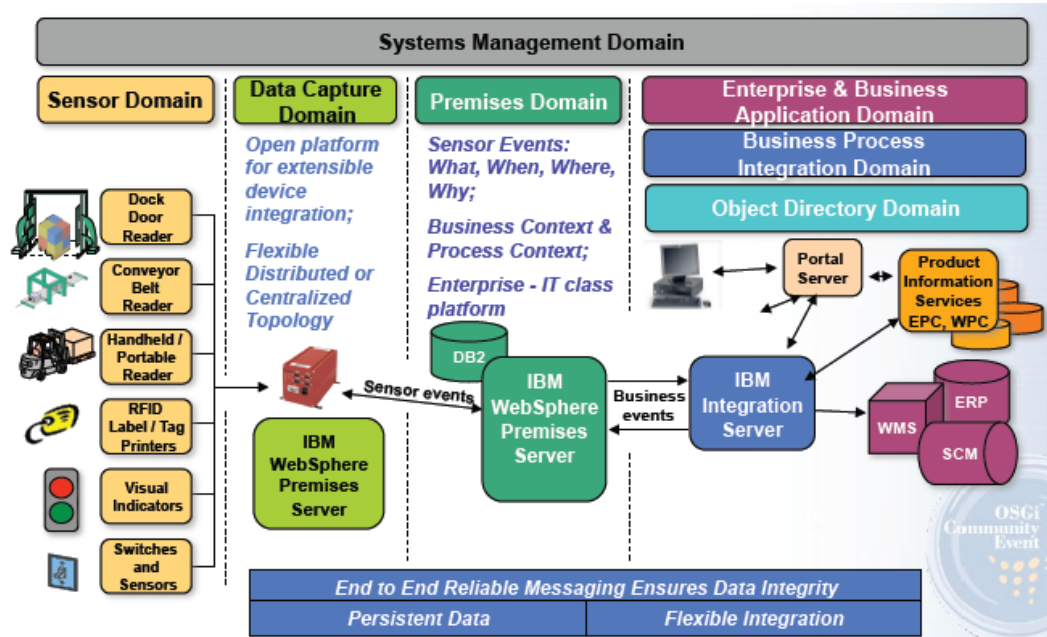 Systems Management Domain
Sensor Domain
Data Capture
Domain
Premises Domain
Enterprise & Business
Application Domain
Business Process
Integration Domain
Object Directory Domain
Open platform
for extensible
device
integration;
Flexible
Distributed or
Centralized
Topology
Sensor Events:
What, When, Where,
Why;
Business Context &
Process Context;
Enterprise - IT class
platform
Dock
Door
Reader
Conveyor
Belt
Reader
Handheld /
Portable
Reader
RFID
Label / Tag
Printers
Visual
Indicators
Switches
and
Sensors
IBM
WebSphere
Premises
Server
Sensor events
DB2
IBM
WebSphere
Premises
Server
Business
events
IBM
Integration
Server
Portal
Server
Product
Information
Services
EPC, WPC
WMS
ERP
SCM
OSGi
Community
Event
End to End Reliable Messaging Ensures Data Integrity
Persistent Data
Flexible Integration